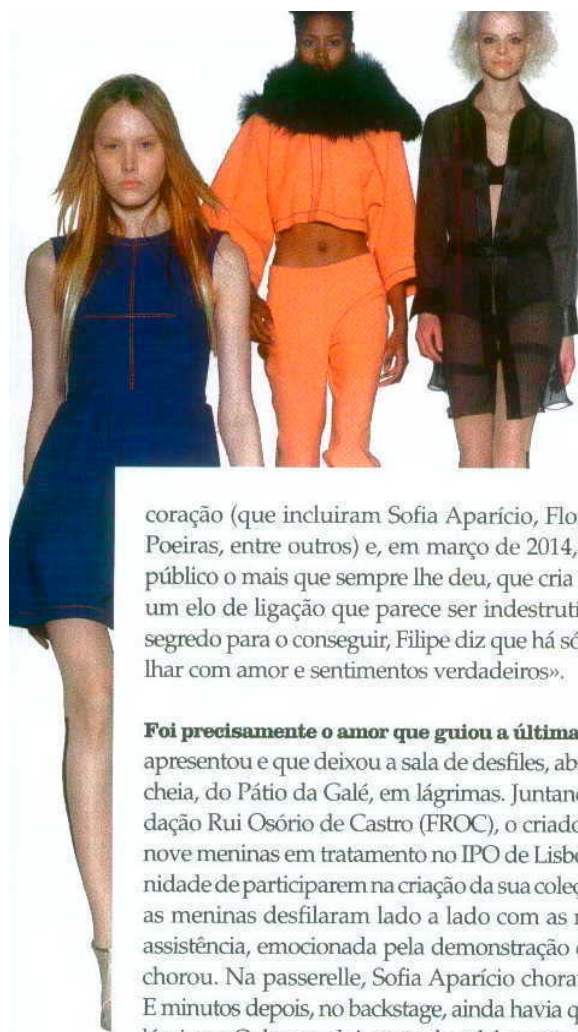 coração (que incluiram Sofia Aparício, Flo
Poeiras, entre outros) e, em março de 2014,
público o mais que sempre lhe deu, que cria
um elo de ligação que parece ser indestruti
segredo para o conseguir, Filipe diz que há só
lhar com amor e sentimentos verdadeiros».
Foi precisamente o amor que guiou a última
apresentou e que deixou a sala de desfiles, ab
cheia, do Pátio da Galé, em lágrimas. Juntan
dação Rui Osório de Castro (FROC), o criado
nove meninas em tratamento no IPO de Lisb
nidade de participarem na criação da sua coleç
as meninas desfilaram lado a lado com as
assistência, emocionada pela demonstração
chorou. Na passerelle, Sofia Aparício chora
E minutos depois, no backstage, ainda havia q